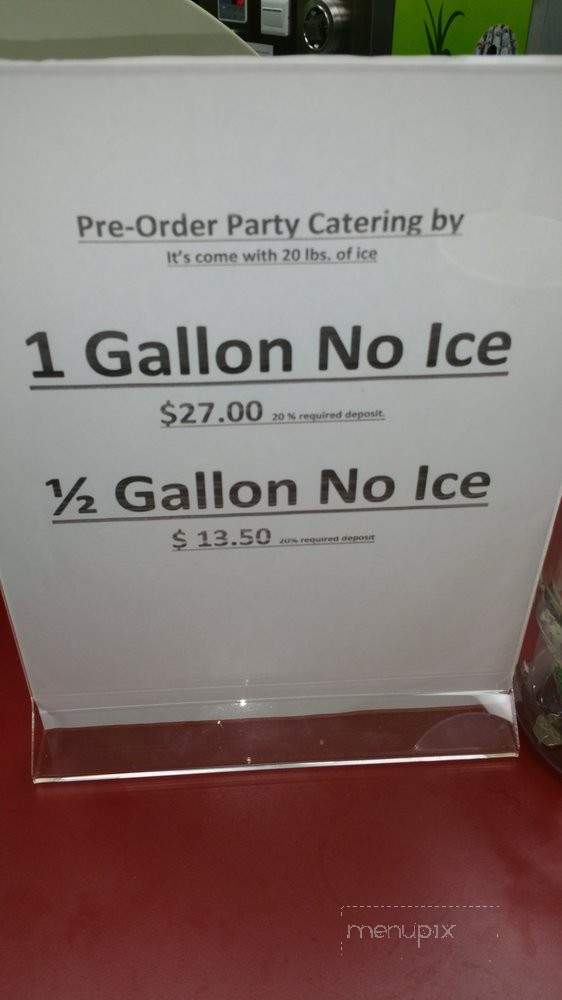 Pre-Order Party Catering by
It's come with 20 lbs. of ice
1 Gallon No Ice
$27.00 20 % required deposit.
½ Gallon No Ice
$ 13.50 20% required deposit
menupix